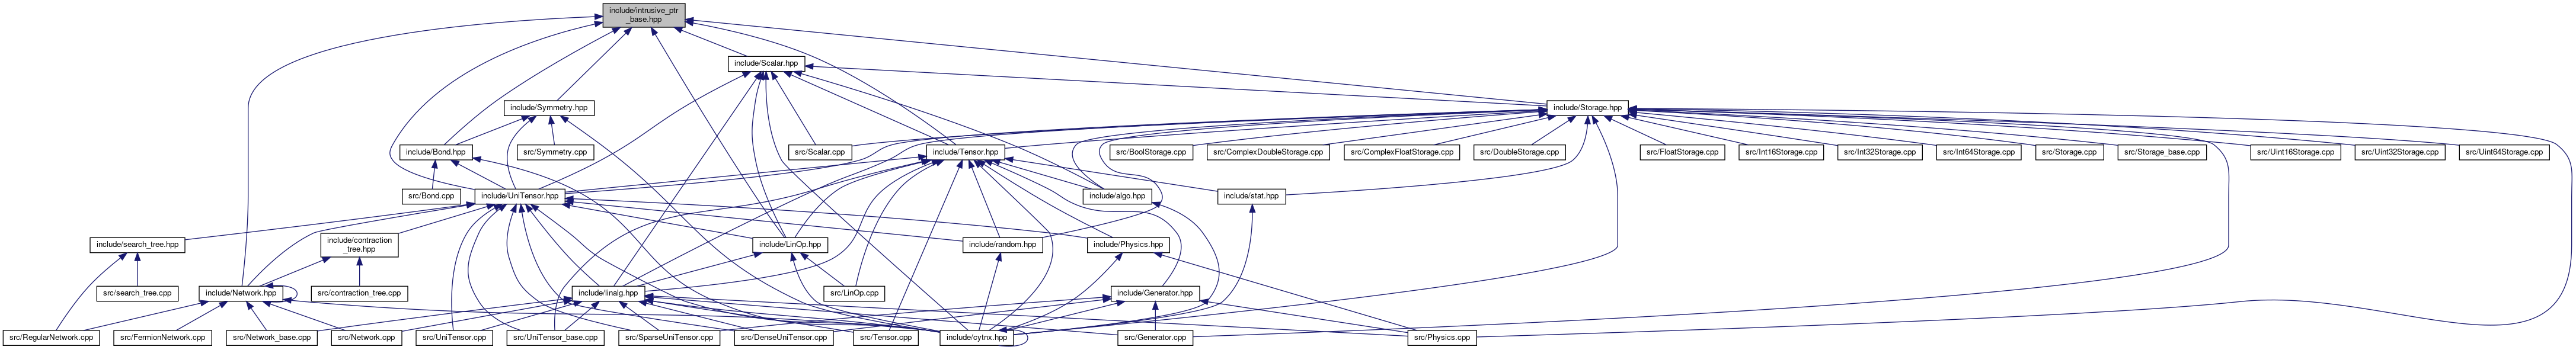 include/intrusive_ptr
_base.hpp
include/Scalar.hpp
include/Symmetry.hpp
include/Storage.hpp
include/Bond.hpp
src/Symmetry.cpp
src/Scalar.cpp
include/Tensor.hpp
src/BoolStorage.cpp
src/ComplexDoubleStorage.cpp
src/ComplexFloatStorage.cpp
src/DoubleStorage.cpp
src/FloatStorage.cpp
src/Int16Storage.cpp
src/Int32Storage.cpp
src/Int64Storage.cpp
src/Storage.cpp
src/Storage_base.cpp
src/Uint16Storage.cpp
src/Uint32Storage.cpp
src/Uint64Storage.cpp
src/Bond.cpp
include/UniTensor.hpp
include/algo.hpp
include/stat.hpp
include/search_tree.hpp
include/contraction
_tree.hpp
include/LinOp.hpp
include/random.hpp
include/Physics.hpp
src/search_tree.cpp
include/Network.hpp
src/contraction_tree.cpp
include/linalg.hpp
src/LinOp.cpp
include/Generator.hpp
src/RegularNetwork.cpp
src/FermionNetwork.cpp
src/Network_base.cpp
src/Network.cpp
src/UniTensor.cpp
src/UniTensor_base.cpp
src/SparseUniTensor.cpp
src/DenseUniTensor.cpp
src/Tensor.cpp
include/cytnx.hpp
src/Generator.cpp
src/Physics.cpp